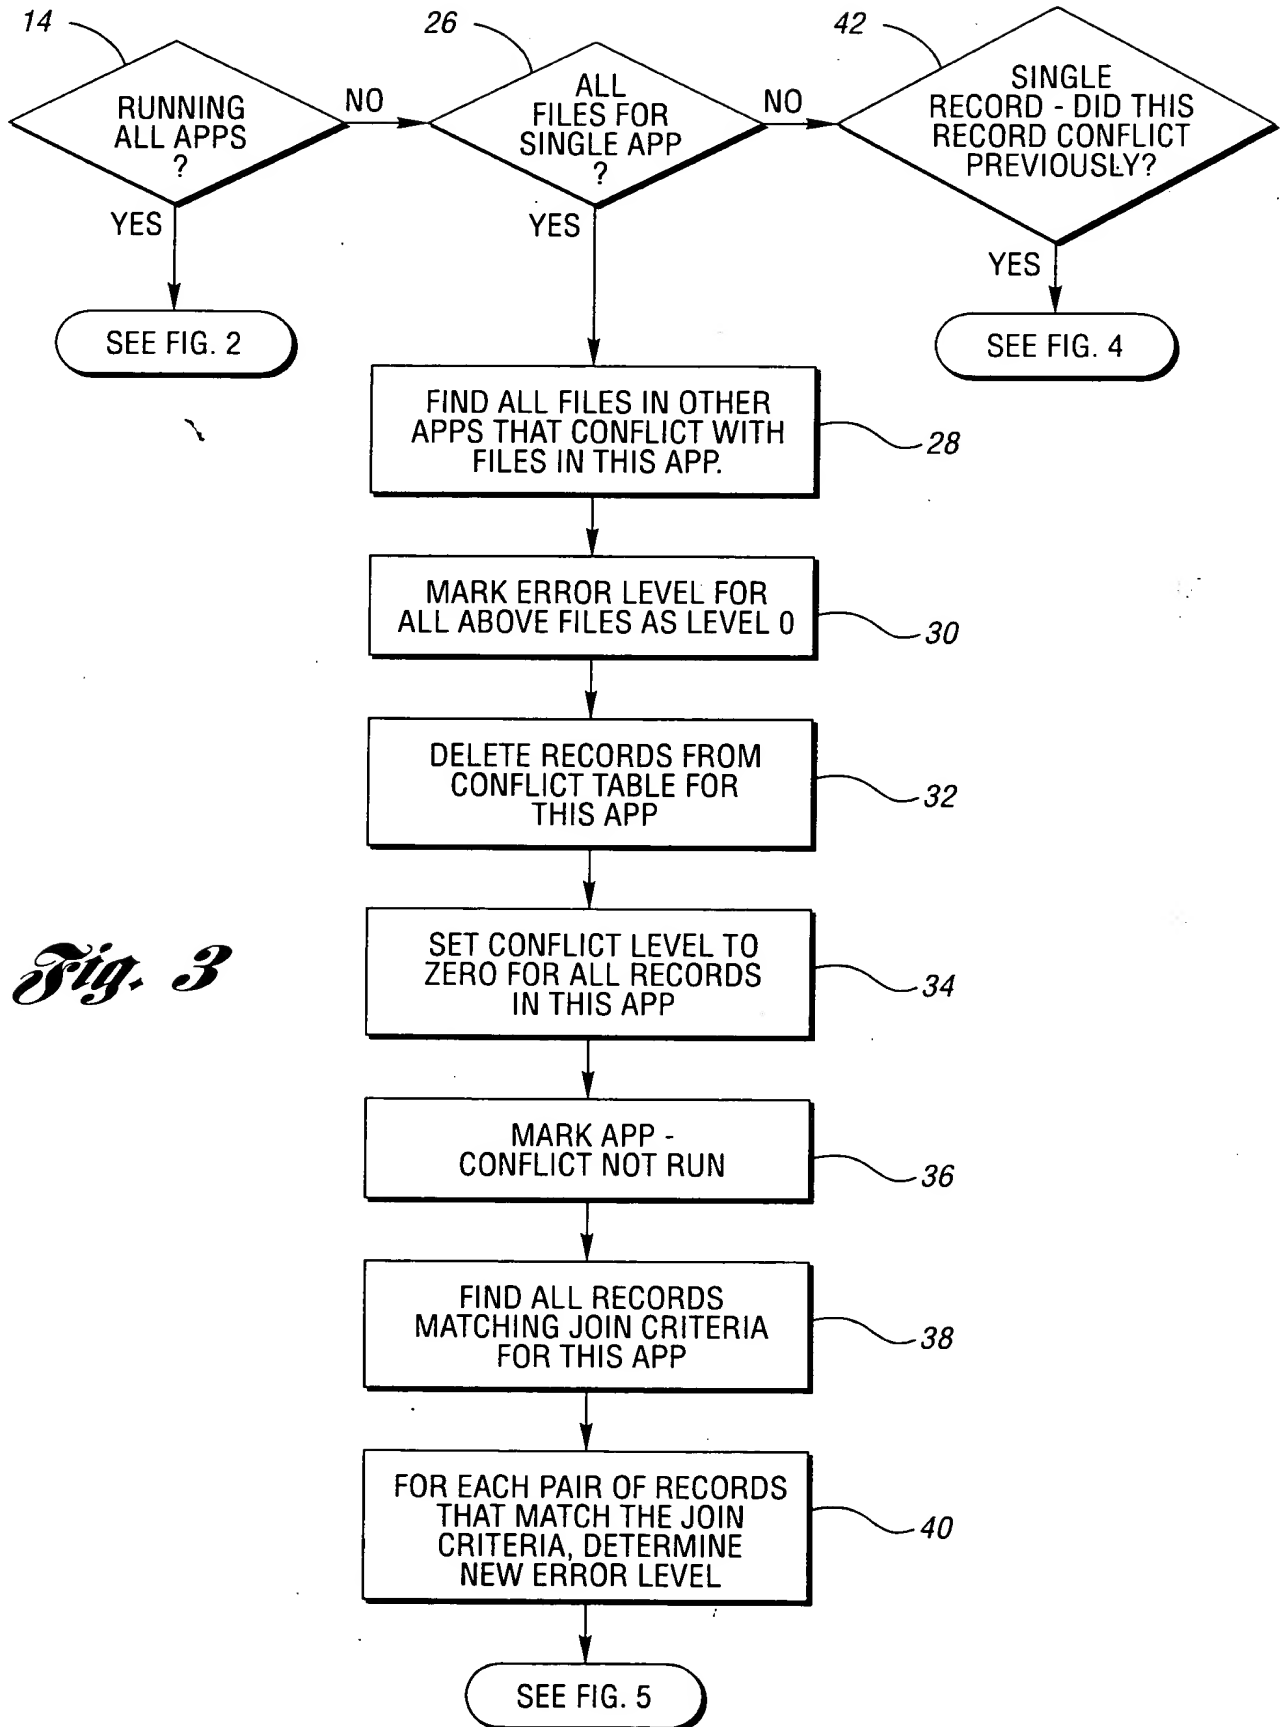 14
26
42
RUNNING
ALL APPS
?
NO
ALL
FILES FOR
SINGLE APP
?
NO
SINGLE
RECORD - DID THIS
RECORD CONFLICT
PREVIOUSLY?
YES
YES
YES
SEE FIG. 2
SEE FIG. 4
FIND ALL FILES IN OTHER
APPS THAT CONFLICT WITH
FILES IN THIS APP.
28
MARK ERROR LEVEL FOR
ALL ABOVE FILES AS LEVEL 0
30
DELETE RECORDS FROM
CONFLICT TABLE FOR
THIS APP
32
SET CONFLICT LEVEL TO
ZERO FOR ALL RECORDS
IN THIS APP
34
Fig. 3
MARK APP -
CONFLICT NOT RUN
36
FIND ALL RECORDS
MATCHING JOIN CRITERIA
FOR THIS APP
38
FOR EACH PAIR OF RECORDS
THAT MATCH THE JOIN
CRITERIA, DETERMINE
NEW ERROR LEVEL
40
SEE FIG. 5